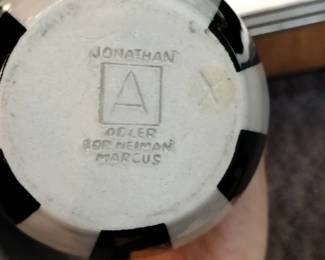 JONATHAN
A
ADLER
FOR NEIMAN
MARCUS
X